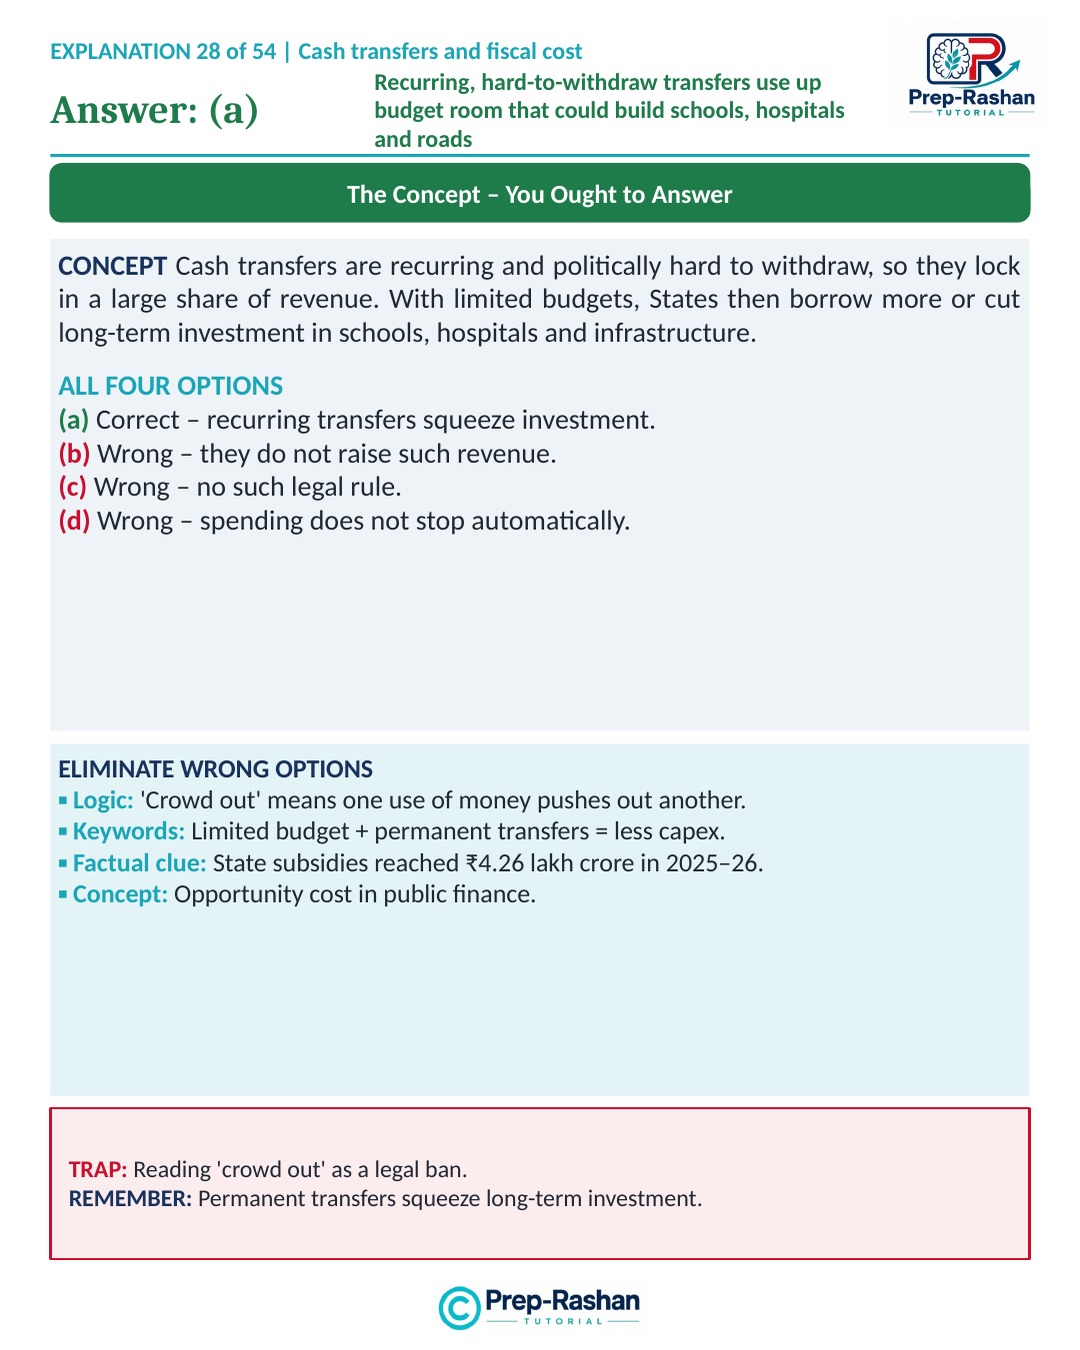 EXPLANATION 28 of 54 | Cash transfers and fiscal cost
Answer: (a)
Recurring, hard-to-withdraw transfers use up
budget room that could build schools, hospitals
and roads
R
Prep-Rashan
TUTORIAL
The Concept – You Ought to Answer
CONCEPT Cash transfers are recurring and politically hard to withdraw, so they lock
in a large share of revenue. With limited budgets, States then borrow more or cut
long-term investment in schools, hospitals and infrastructure.
ALL FOUR OPTIONS
(a) Correct – recurring transfers squeeze investment.
(b) Wrong – they do not raise such revenue.
(c) Wrong – no such legal rule.
(d) Wrong – spending does not stop automatically.
ELIMINATE WRONG OPTIONS
▪ Logic: 'Crowd out' means one use of money pushes out another.
▪ Keywords: Limited budget + permanent transfers = less capex.
▪ Factual clue: State subsidies reached ₹4.26 lakh crore in 2025–26.
▪ Concept: Opportunity cost in public finance.
TRAP: Reading 'crowd out' as a legal ban.
REMEMBER: Permanent transfers squeeze long-term investment.
© Prep-Rashan
TUTORIAL